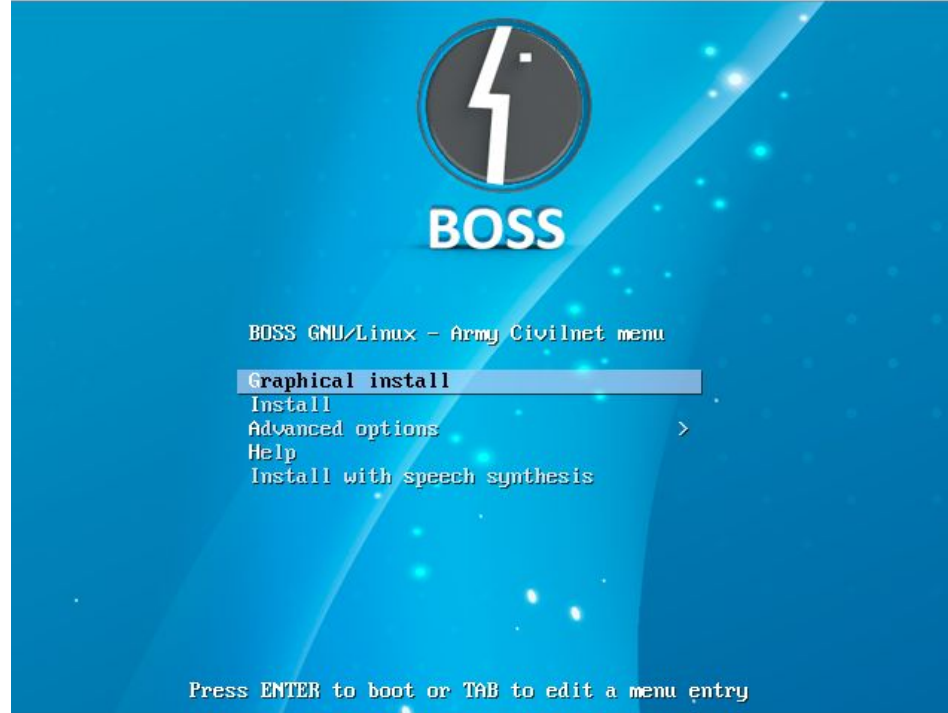 BOSS
BOSS GNU/Linux - Army Civilnet menu
Graphical install
Install
Advanced options >
Help
Install with speech synthesis
Press ENTER to boot or TAB to edit a menu entry